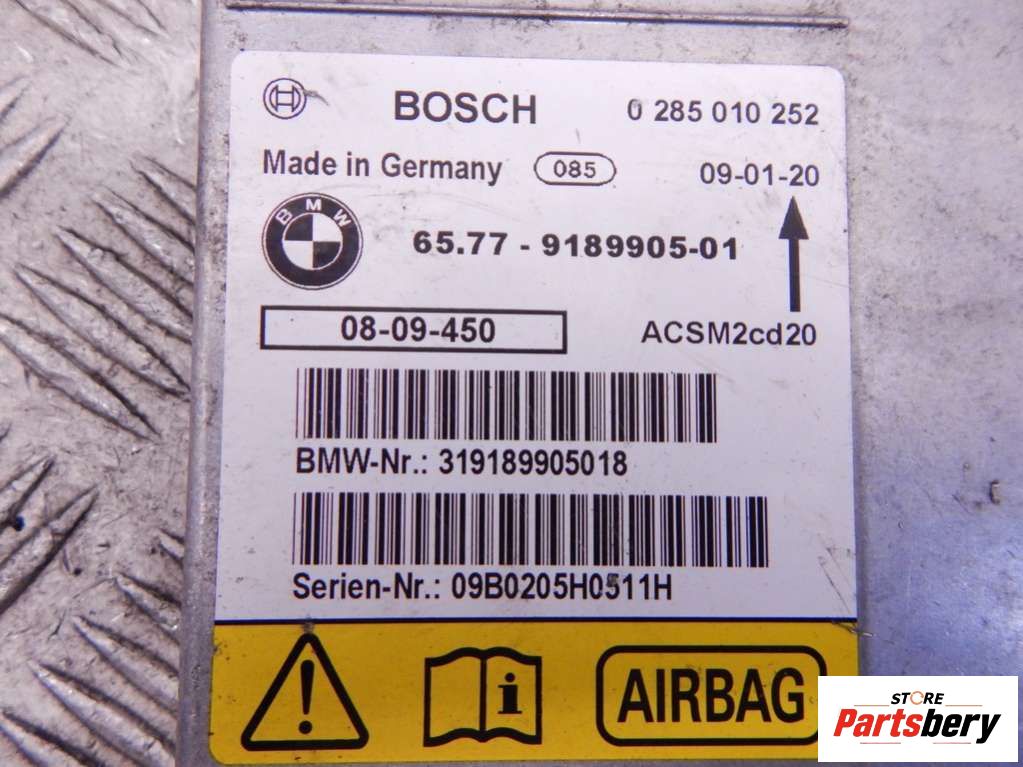 BOSCH 0 285 010 252
Made in Germany 085 09-01-20
BMW
65.77 - 9189905-01
08-09-450 ACSM2cd20
BMW-Nr.: 319189905018
Serien-Nr.: 09B0205H0511H
! i AIRBAG
STORE
Partsbery